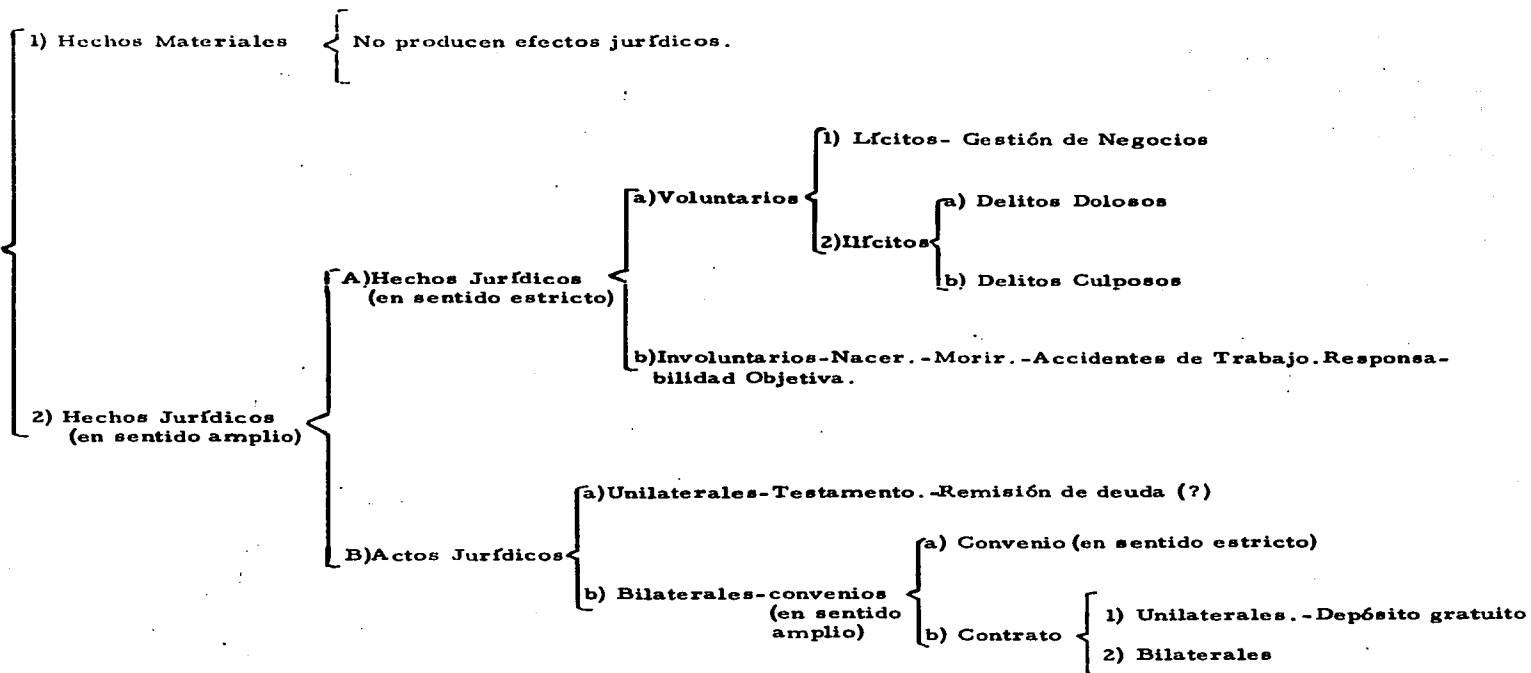 1) Hechos Materiales
No producen efectos jurídicos.
1) Lícitos- Gestión de Negocios
a)Voluntarios
a) Delitos Dolosos
2)Ilícitos
A)Hechos Jurídicos
(en sentido estricto)
b) Delitos Culposos
b)Involuntarios-Nacer.-Morir.-Accidentes de Trabajo.Responsa-
bilidad Objetiva.
2) Hechos Jurídicos
(en sentido amplio)
a)Unilaterales-Testamento.-Remisión de deuda (?)
B)Actos Jurídicos
a) Convenio (en sentido estricto)
b) Bilaterales-convenios
(en sentido
amplio)
b) Contrato
1) Unilaterales.-Depósito gratuito
2) Bilaterales